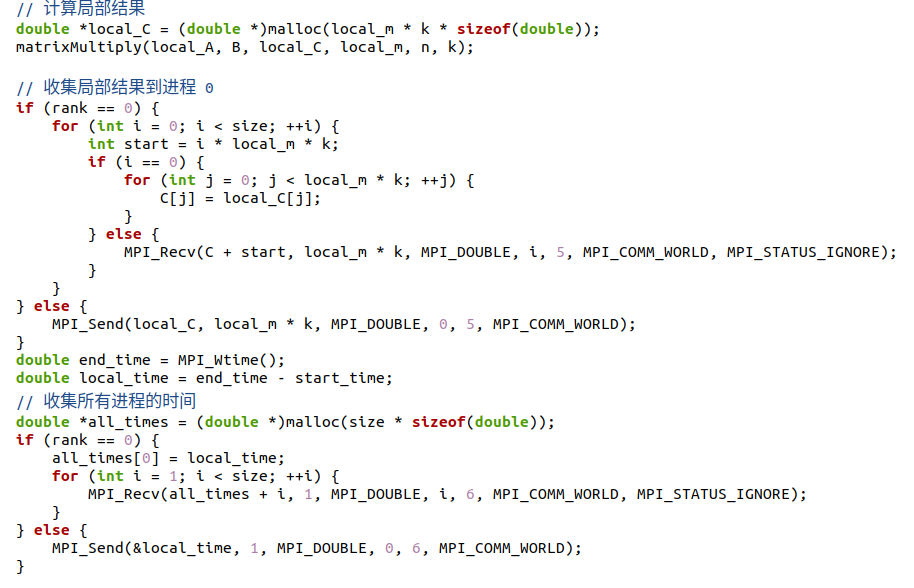 // 计算局部结果
double *local_C = (double *)malloc(local_m * k * sizeof(double));
matrixMultiply(local_A, B, local_C, local_m, n, k);

// 收集局部结果到进程 0
if (rank == 0) {
    for (int i = 0; i < size; ++i) {
        int start = i * local_m * k;
        if (i == 0) {
            for (int j = 0; j < local_m * k; ++j) {
                C[j] = local_C[j];
            }
        } else {
            MPI_Recv(C + start, local_m * k, MPI_DOUBLE, i, 5, MPI_COMM_WORLD, MPI_STATUS_IGNORE);
        }
    }
} else {
    MPI_Send(local_C, local_m * k, MPI_DOUBLE, 0, 5, MPI_COMM_WORLD);
}
double end_time = MPI_Wtime();
double local_time = end_time - start_time;
// 收集所有进程的时间
double *all_times = (double *)malloc(size * sizeof(double));
if (rank == 0) {
    all_times[0] = local_time;
    for (int i = 1; i < size; ++i) {
        MPI_Recv(all_times + i, 1, MPI_DOUBLE, i, 6, MPI_COMM_WORLD, MPI_STATUS_IGNORE);
    }
} else {
    MPI_Send(&local_time, 1, MPI_DOUBLE, 0, 6, MPI_COMM_WORLD);
}